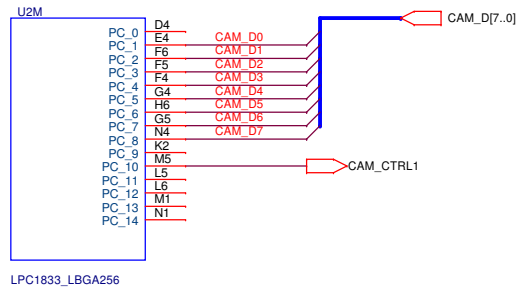 U2M
CAM_D[7..0]
PC_0 D4
PC_1 E4 CAM_D0
PC_2 F6 CAM_D1
PC_3 F5 CAM_D2
PC_4 F4 CAM_D3
PC_5 G4 CAM_D4
PC_6 H6 CAM_D5
PC_7 G5 CAM_D6
PC_8 N4 CAM_D7
PC_9 K2
PC_10 M5 CAM_CTRL1
PC_11 L5
PC_12 L6
PC_13 M1
PC_14 N1
LPC1833_LBGA256